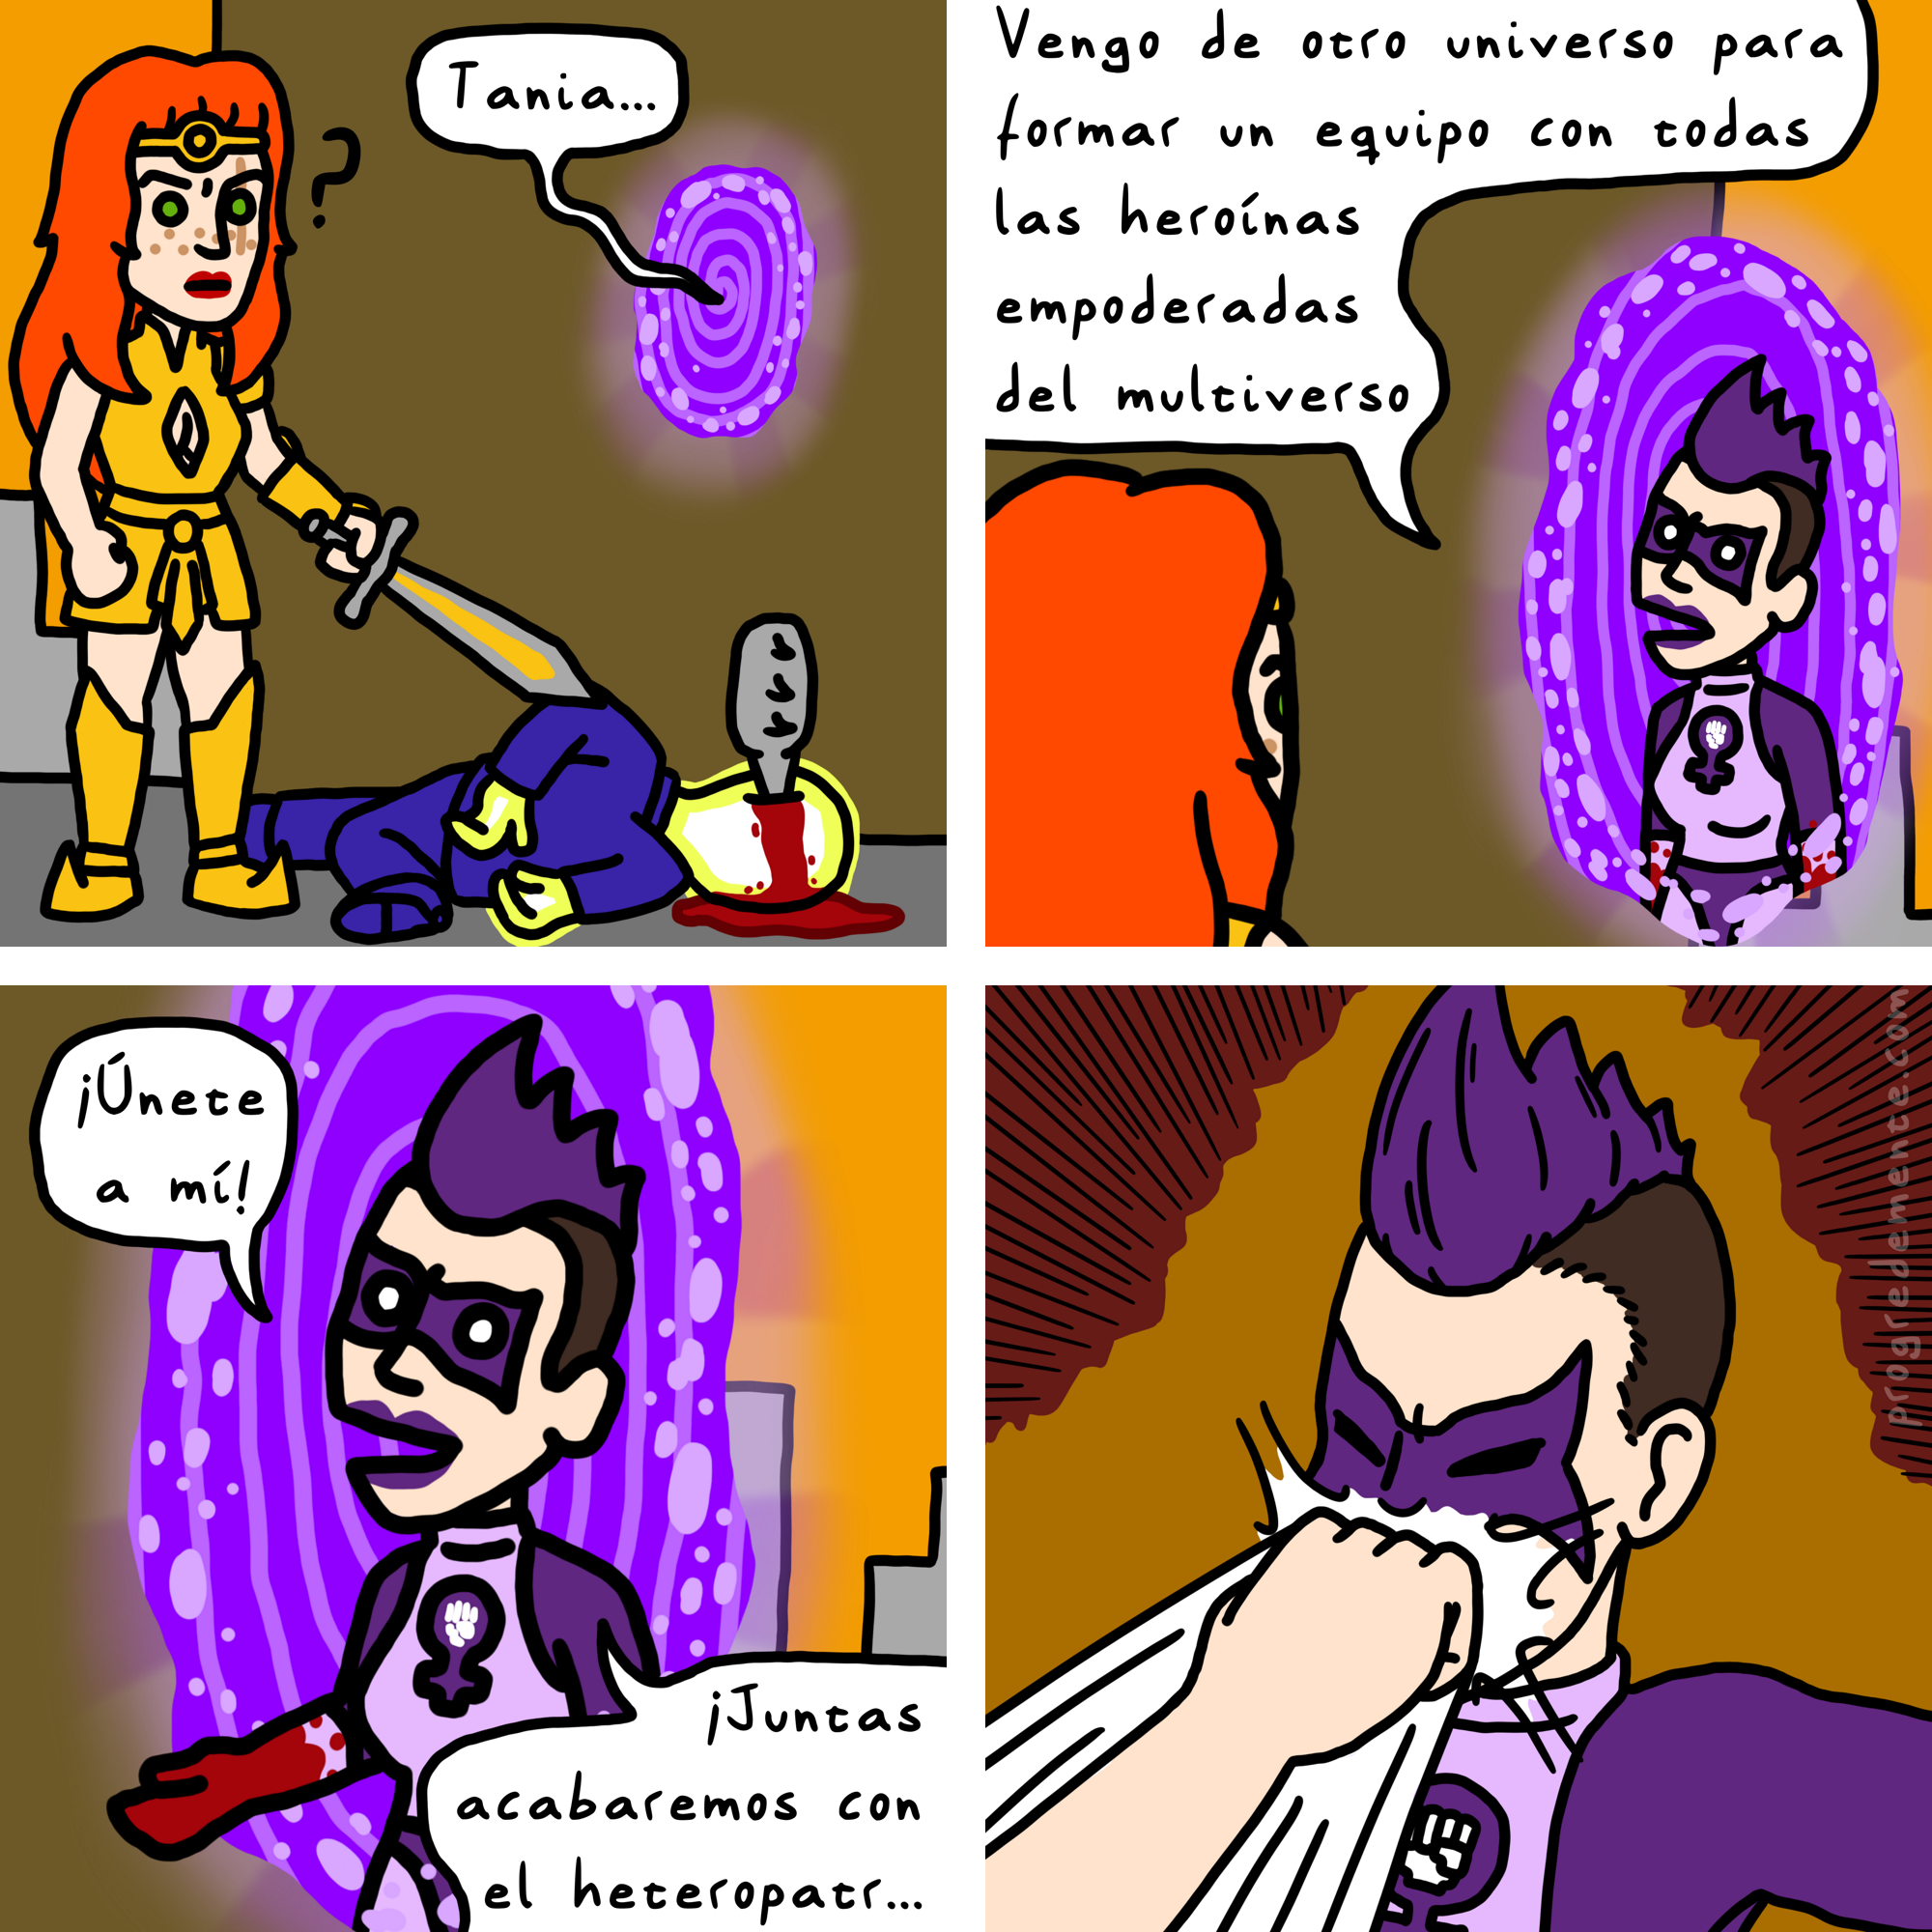 ?
Tania...
Vengo de otro universo para
formar un equipo con todas
las heroínas
empoderadas
del multiverso
¡Únete
a mí!
¡Juntas
acabaremos con
el heteropatr...
progredemente.com